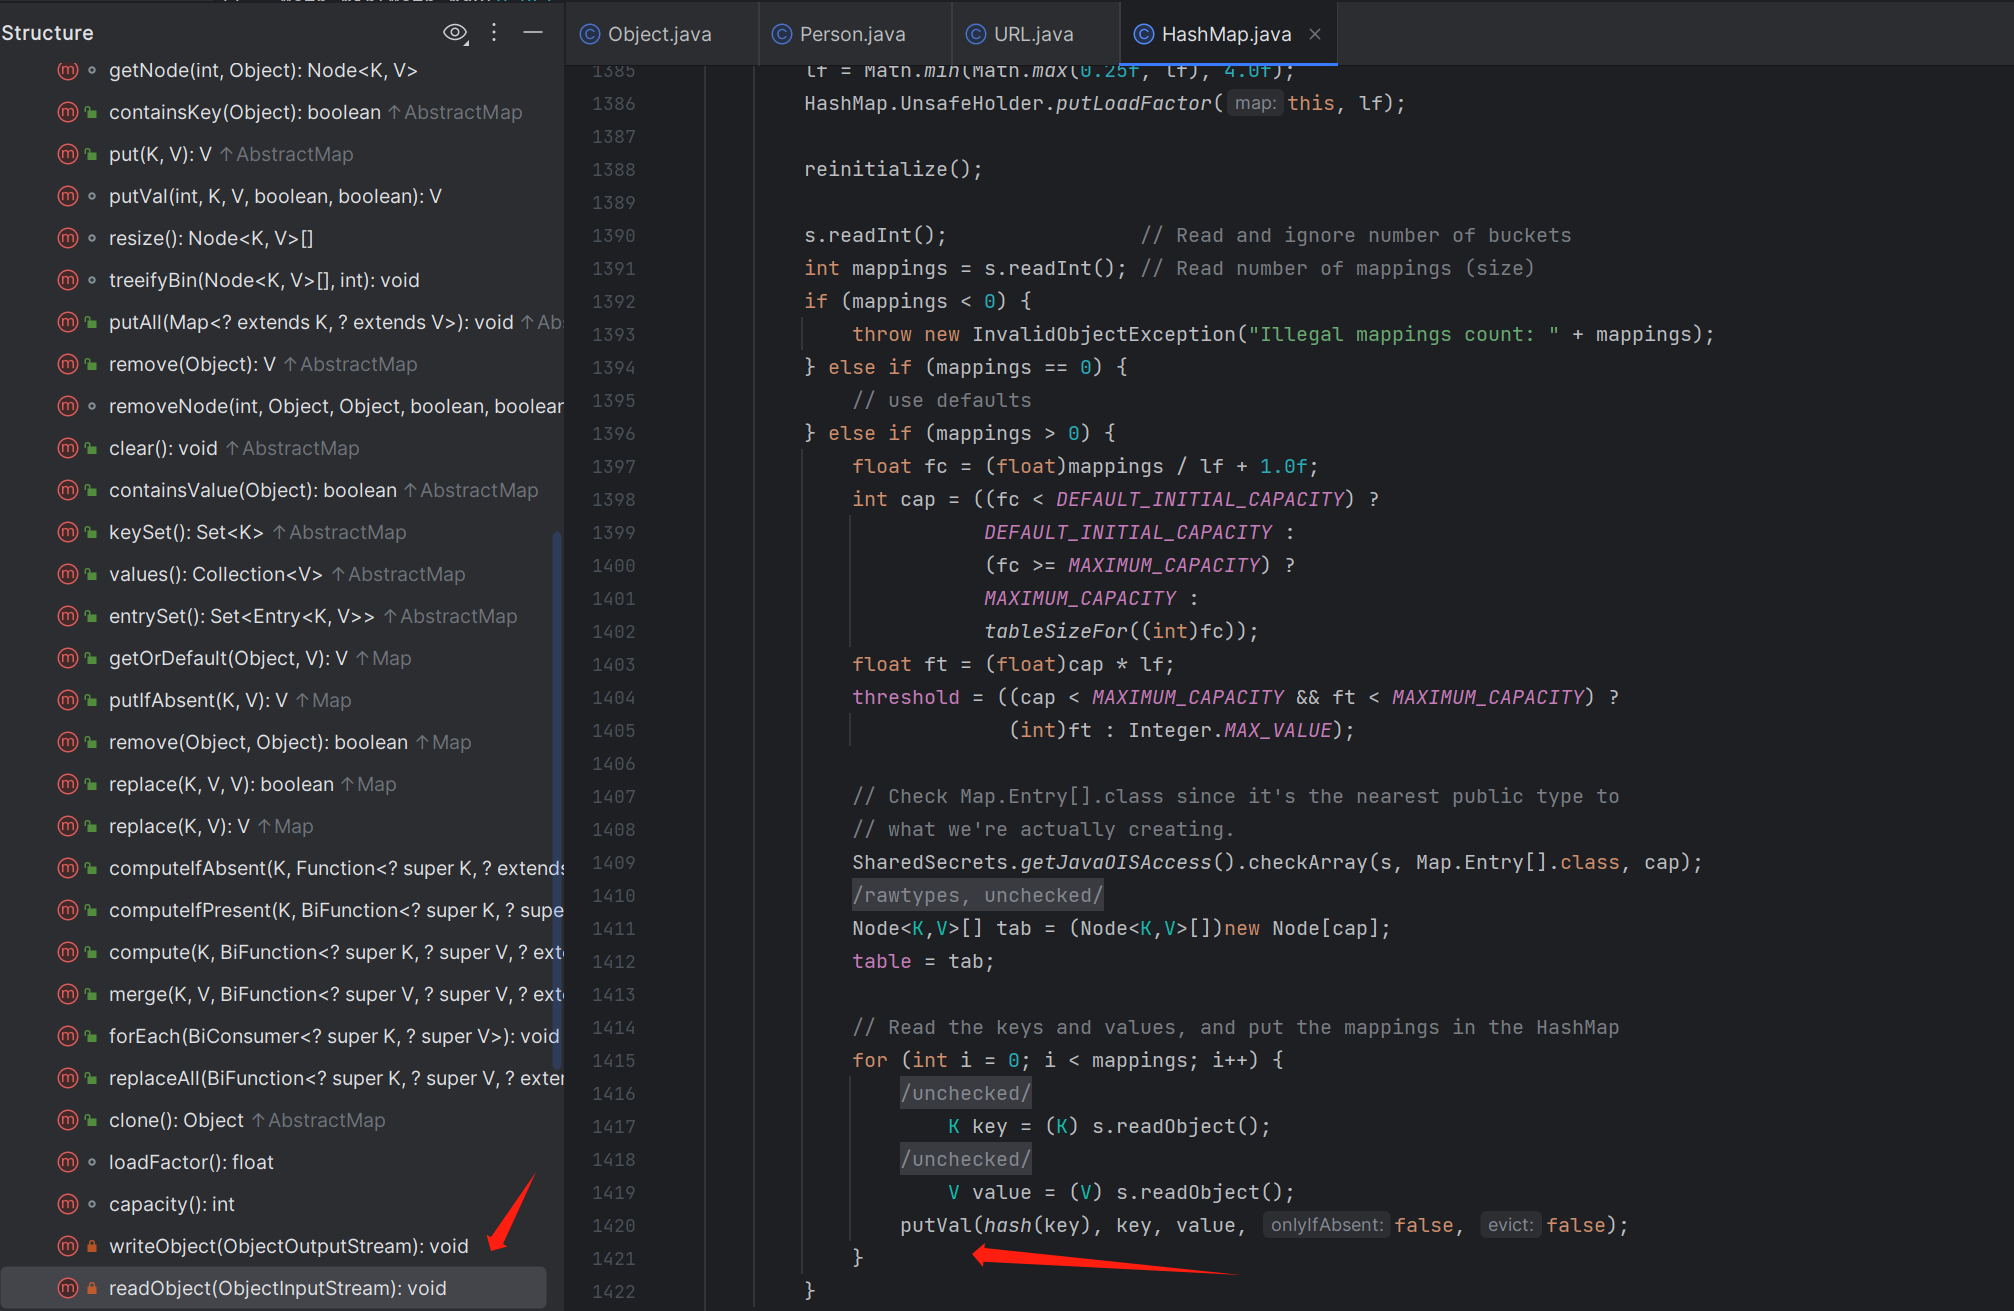 Structure
getNode(int, Object): Node<K, V>
containsKey(Object): boolean ↑AbstractMap
put(K, V): V ↑AbstractMap
putVal(int, K, V, boolean, boolean): V
resize(): Node<K, V>[]
treeifyBin(Node<K, V>[], int): void
putAll(Map<? extends K, ? extends V>): void ↑Ab
remove(Object): V ↑AbstractMap
removeNode(int, Object, Object, boolean, boolear
clear(): void ↑AbstractMap
containsValue(Object): boolean ↑AbstractMap
keySet(): Set<K> ↑AbstractMap
values(): Collection<V> ↑AbstractMap
entrySet(): Set<Entry<K, V>> ↑AbstractMap
getOrDefault(Object, V): V ↑Map
putIfAbsent(K, V): V ↑Map
remove(Object, Object): boolean ↑Map
replace(K, V, V): boolean ↑Map
replace(K, V): V ↑Map
computeIfAbsent(K, Function<? super K, ? extends
computeIfPresent(K, BiFunction<? super K, ? supe
compute(K, BiFunction<? super K, ? super V, ? ext
merge(K, V, BiFunction<? super V, ? super V, ? ext
forEach(BiConsumer<? super K, ? super V>): void
replaceAll(BiFunction<? super K, ? super V, ? exter
clone(): Object ↑AbstractMap
loadFactor(): float
capacity(): int
writeObject(ObjectOutputStream): void
readObject(ObjectInputStream): void
Object.java Person.java URL.java HashMap.java
1385 lf = Math.min(Math.max(0.25f, lf), 4.0f);
1386 HashMap.UnsafeHolder.putLoadFactor( map: this, lf);
1387
1388 reinitialize();
1389
1390 s.readInt(); // Read and ignore number of buckets
1391 int mappings = s.readInt(); // Read number of mappings (size)
1392 if (mappings < 0) {
1393 throw new InvalidObjectException("Illegal mappings count: " + mappings);
1394 } else if (mappings == 0) {
1395 // use defaults
1396 } else if (mappings > 0) {
1397 float fc = (float)mappings / lf + 1.0f;
1398 int cap = ((fc < DEFAULT_INITIAL_CAPACITY) ?
1399 DEFAULT_INITIAL_CAPACITY :
1400 (fc >= MAXIMUM_CAPACITY) ?
1401 MAXIMUM_CAPACITY :
1402 tableSizeFor((int)fc));
1403 float ft = (float)cap * lf;
1404 threshold = ((cap < MAXIMUM_CAPACITY && ft < MAXIMUM_CAPACITY) ?
1405 (int)ft : Integer.MAX_VALUE);
1406
1407 // Check Map.Entry[].class since it's the nearest public type to
1408 // what we're actually creating.
1409 SharedSecrets.getJavaOISAccess().checkArray(s, Map.Entry[].class, cap);
1410 /rawtypes, unchecked/
1411 Node<K,V>[] tab = (Node<K,V>[])new Node[cap];
1412 table = tab;
1413
1414 // Read the keys and values, and put the mappings in the HashMap
1415 for (int i = 0; i < mappings; i++) {
1416 /unchecked/
1417 K key = (K) s.readObject();
1418 /unchecked/
1419 V value = (V) s.readObject();
1420 putVal(hash(key), key, value, onlyIfAbsent: false, evict: false);
1421 }
1422 }